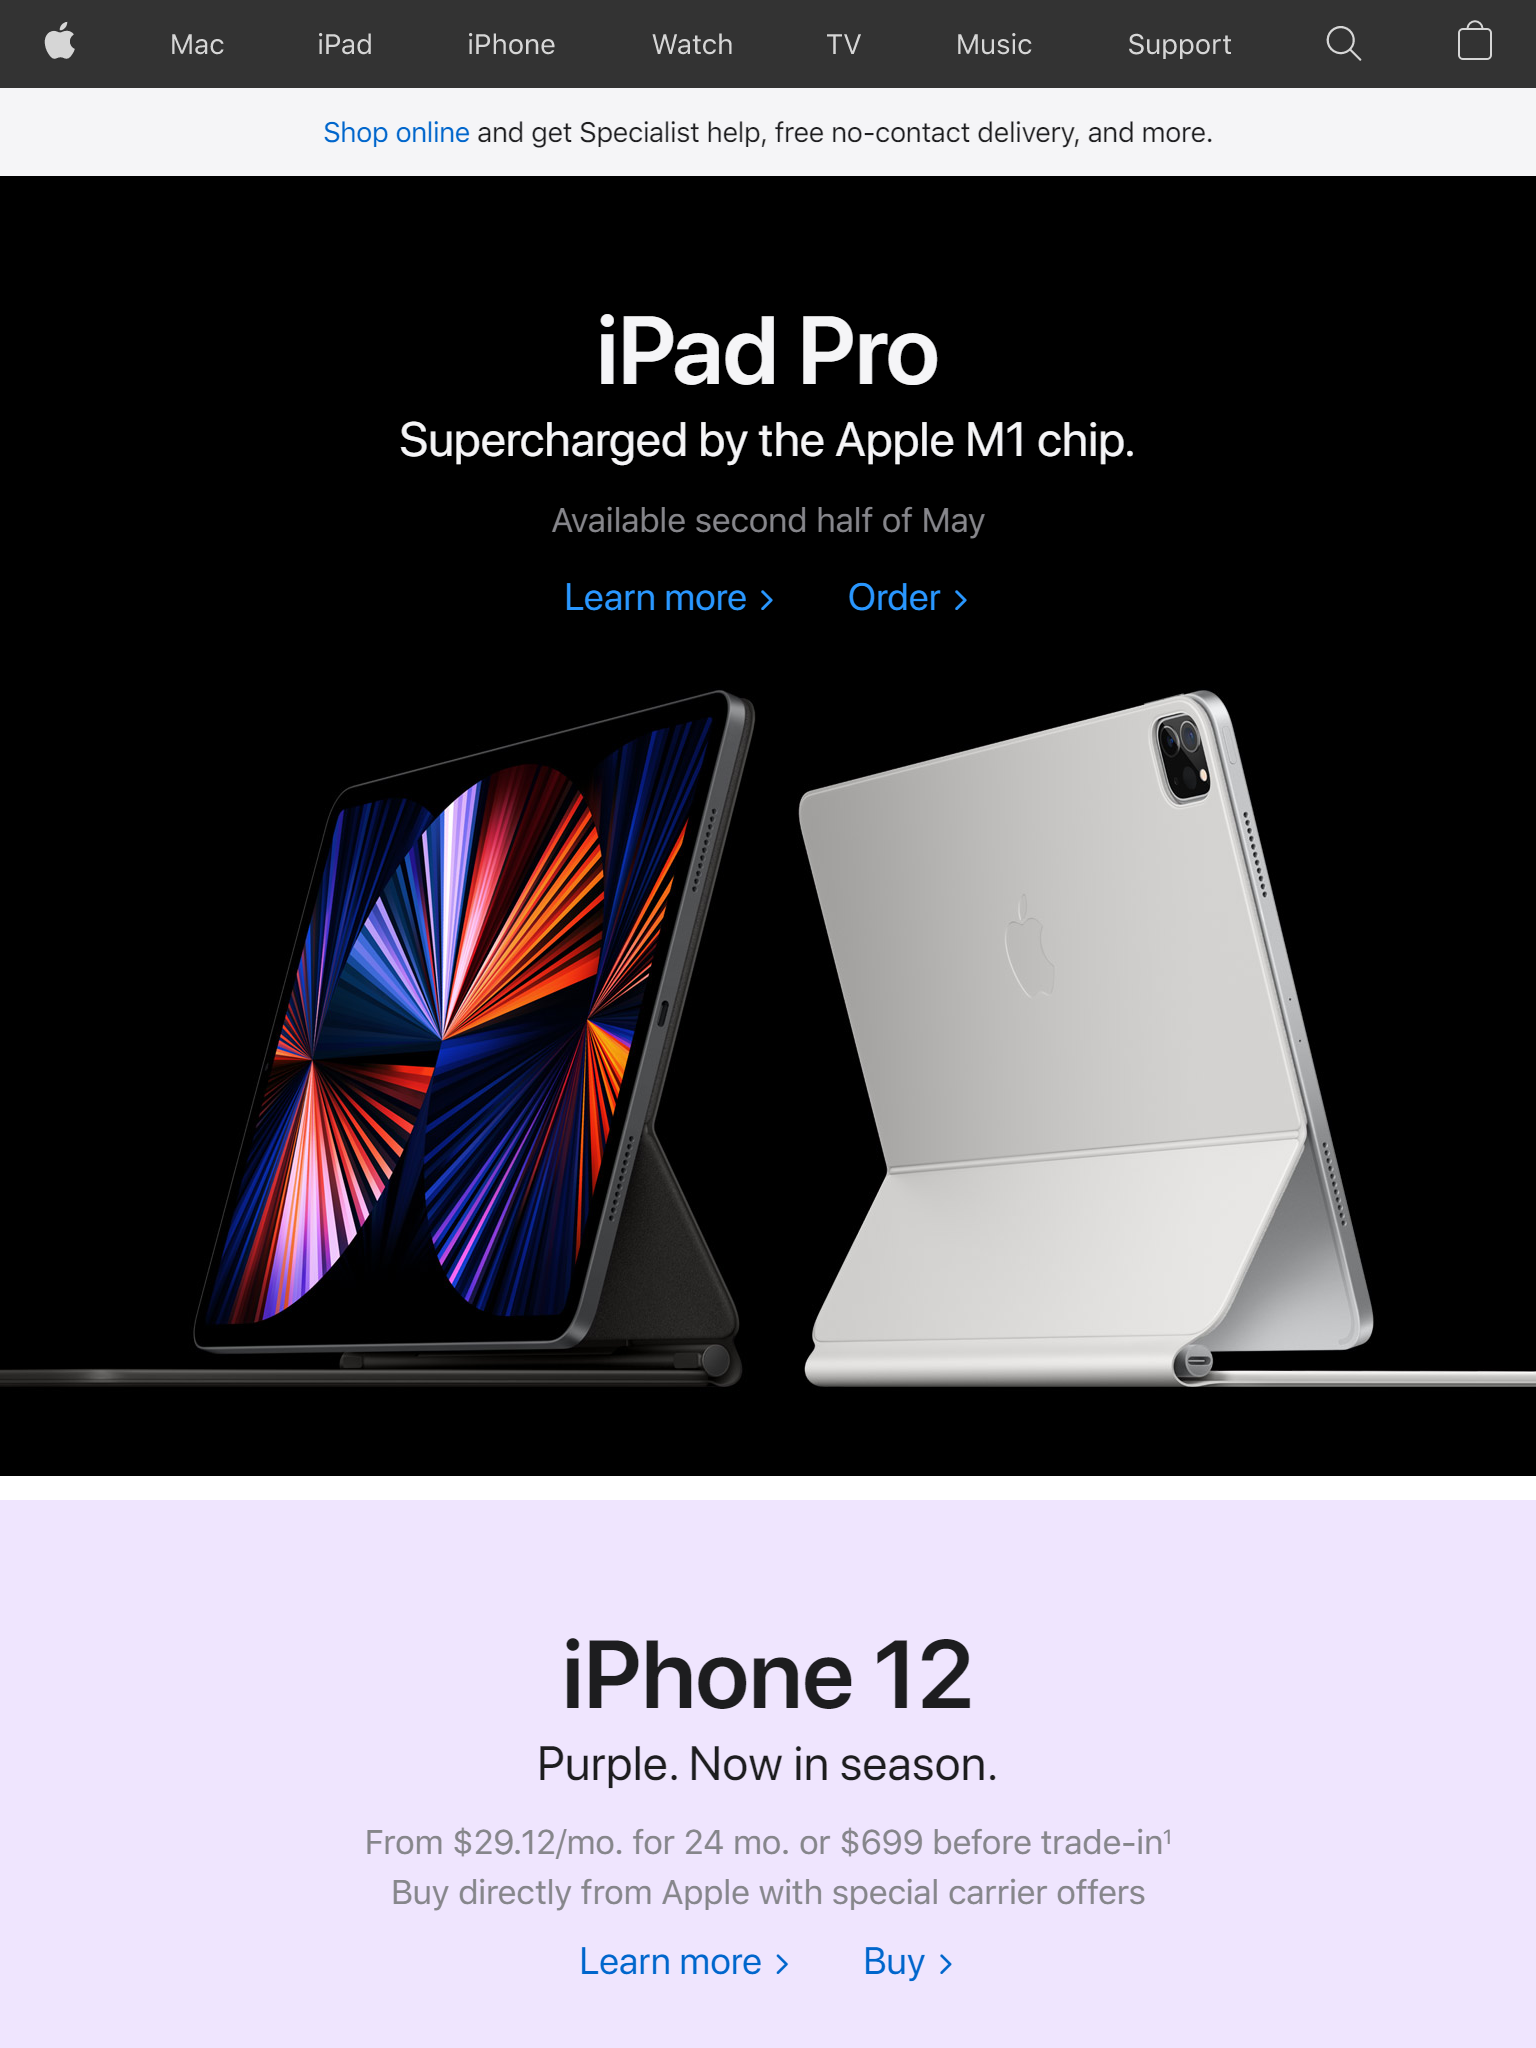 Mac iPad iPhone Watch TV Music Support
Shop online and get Specialist help, free no-contact delivery, and more.
iPad Pro
Supercharged by the Apple M1 chip.
Available second half of May
Learn more > Order >
iPhone 12
Purple. Now in season.
From $29.12/mo. for 24 mo. or $699 before trade-in¹
Buy directly from Apple with special carrier offers
Learn more > Buy >